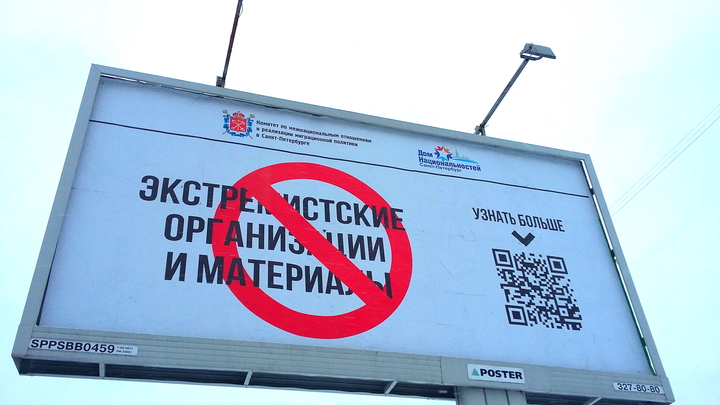 Комитет по межнациональным отношениям
и реализации миграционной политики
в Санкт-Петербурге
Дом
Национальностей
Санкт-Петербург
ЭКСТРЕМИСТСКИЕ
ОРГАНИЗАЦИИ
И МАТЕРИАЛЫ
УЗНАТЬ БОЛЬШЕ
SPPSBB0459
POSTER
327-80-80